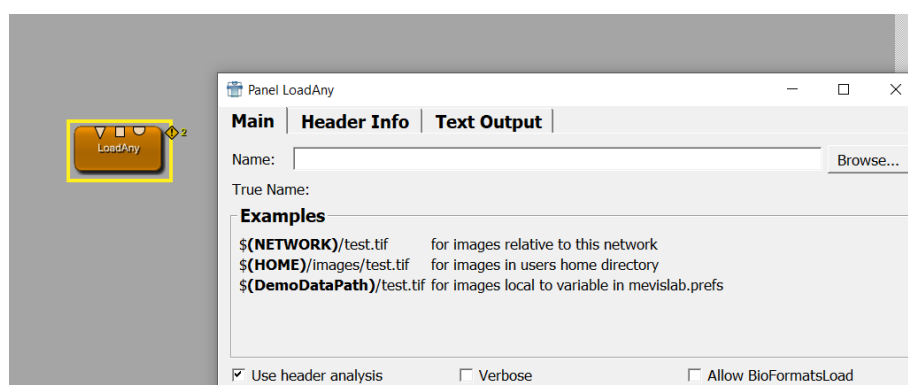 Panel LoadAny
Main Header Info Text Output
2
LoadAny
Name: Browse...
True Name:
Examples
$(NETWORK)/test.tif for images relative to this network
$(HOME)/images/test.tif for images in users home directory
$(DemoDataPath)/test.tif for images local to variable in mevislab.prefs
Use header analysis Verbose Allow BioFormatsLoad